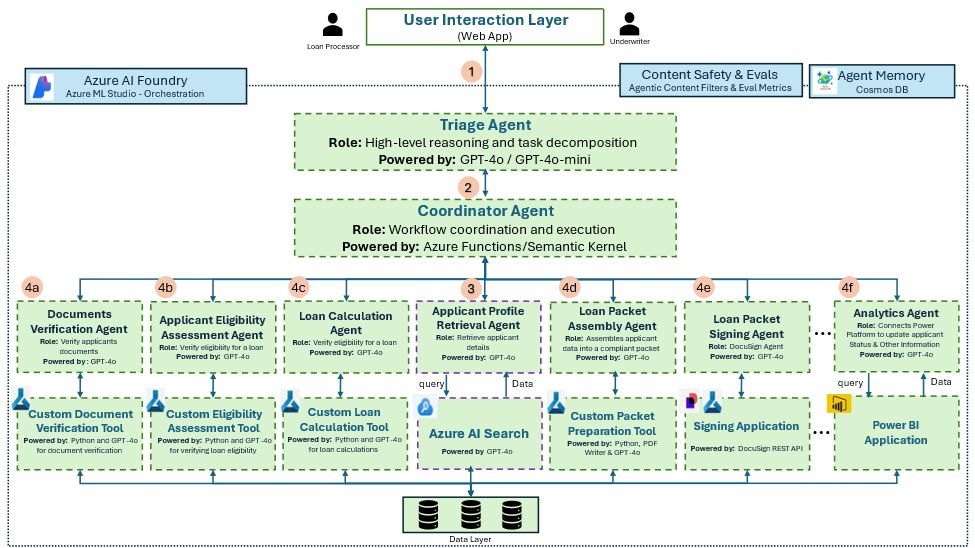 User Interaction Layer
(Web App)
Loan Processor
Underwriter
1
Azure AI Foundry
Azure ML Studio - Orchestration
Content Safety & Evals
Agentic Content Filters & Eval Metrics
Agent Memory
Cosmos DB
Triage Agent
Role: High-level reasoning and task decomposition
Powered by: GPT-4o / GPT-4o-mini
2
Coordinator Agent
Role: Workflow coordination and execution
Powered by: Azure Functions/Semantic Kernel
4a
Documents
Verification Agent
Role: Verify applicants
documents
Powered by: GPT-4o
4b
Applicant Eligibility
Assessment Agent
Role: Verify eligibility for a loan
Powered by: GPT-4o
4c
Loan Calculation
Agent
Role: Verify eligibility for a loan
Powered by: GPT-4o
3
Applicant Profile
Retrieval Agent
Role: Retrieve applicant
details
Powered by: GPT-4o
4d
Loan Packet
Assembly Agent
Role: Assembles applicant
data into a compliant packet
Powered by: GPT-4o
4e
Loan Packet
Signing Agent
Role: DocuSign Agent
Powered by: GPT-4o
...
4f
Analytics Agent
Role: Connects Power
Platform to update applicant
Status & Other Information
Powered by: GPT-4o
query
Data
query
Data
Custom Document
Verification Tool
Powered by: Python and GPT-4o
for document verification
Custom Eligibility
Assessment Tool
Powered by: Python and GPT-4o
for verifying loan eligibility
Custom Loan
Calculation Tool
Powered by: Python and GPT-4o
for loan calculations
Azure AI Search
Powered by GPT-4o
Custom Packet
Preparation Tool
Powered by: Python, PDF
Writer & GPT-4o
Signing Application
Powered by: DocuSign REST API
...
Power BI
Application
Data Layer